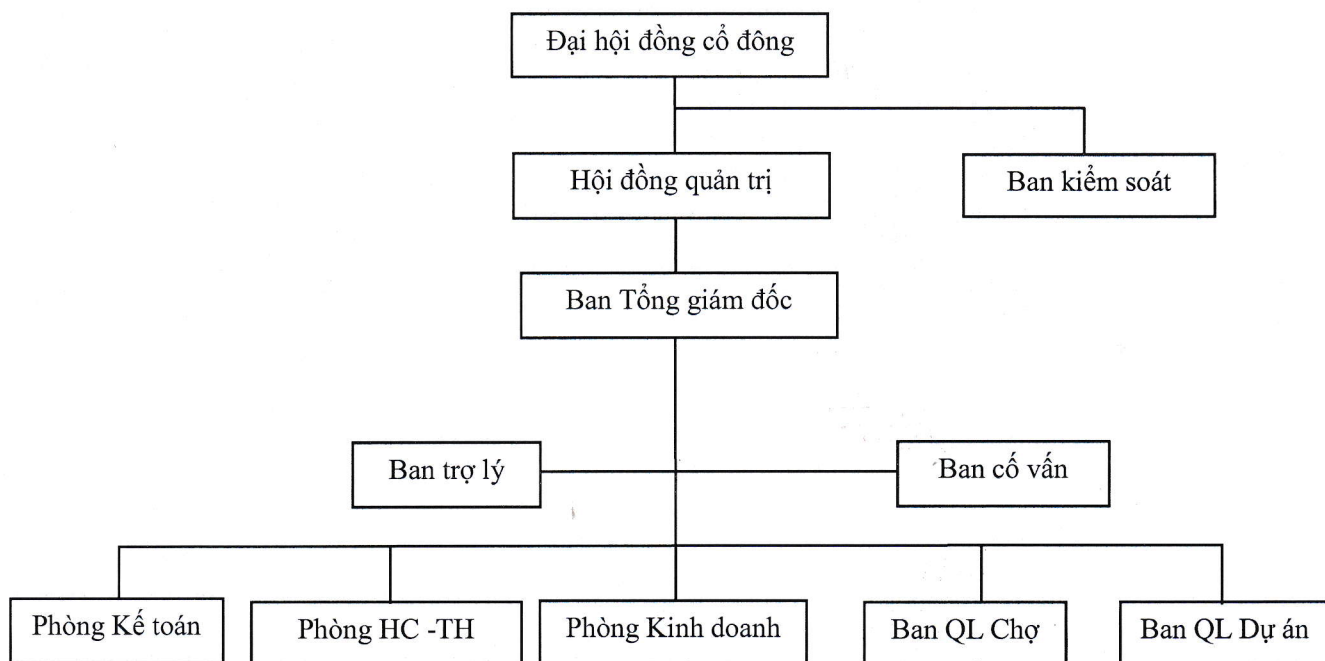 Đại hội đồng cổ đông
Hội đồng quản trị
Ban kiểm soát
Ban Tổng giám đốc
Ban trợ lý
Ban cố vấn
Phòng Kế toán
Phòng HC -TH
Phòng Kinh doanh
Ban QL Chợ
Ban QL Dự án